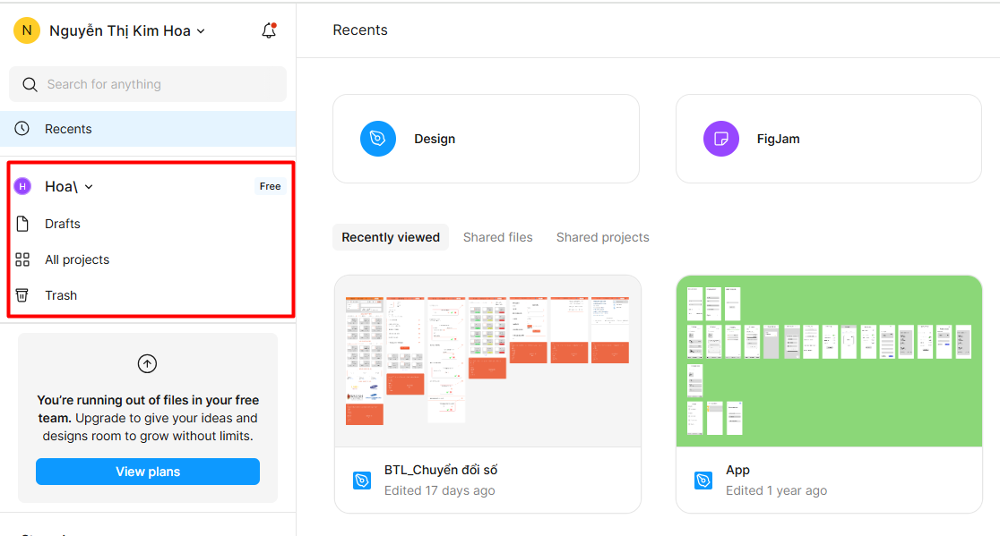 N Nguyễn Thị Kim Hoa
Search for anything
Recents
H Hoa\ Free
Drafts
All projects
Trash
You’re running out of files in your free
team. Upgrade to give your ideas and
designs room to grow without limits.
View plans
Recents
Design
FigJam
Recently viewed Shared files Shared projects
BTL_Chuyển đổi số
Edited 17 days ago
App
Edited 1 year ago